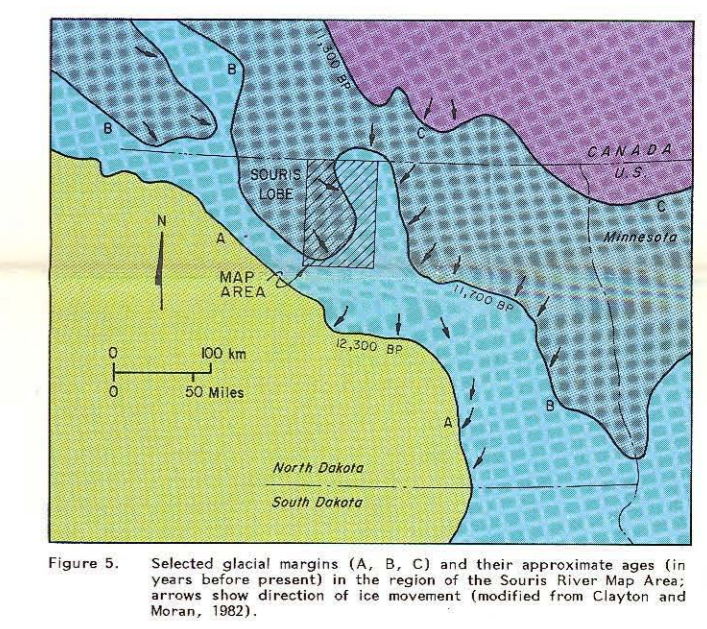 11,300 BP
B
B
C
CANADA
U.S.
SOURIS
LOBE
C
Minnesota
N
A
MAP
AREA
11,700 BP
12,300 BP
0 100 km
0 50 Miles
B
A
North Dakota
South Dakota
Figure 5. Selected glacial margins (A, B, C) and their approximate ages (in
years before present) in the region of the Souris River Map Area;
arrows show direction of ice movement (modified from Clayton and
Moran, 1982).